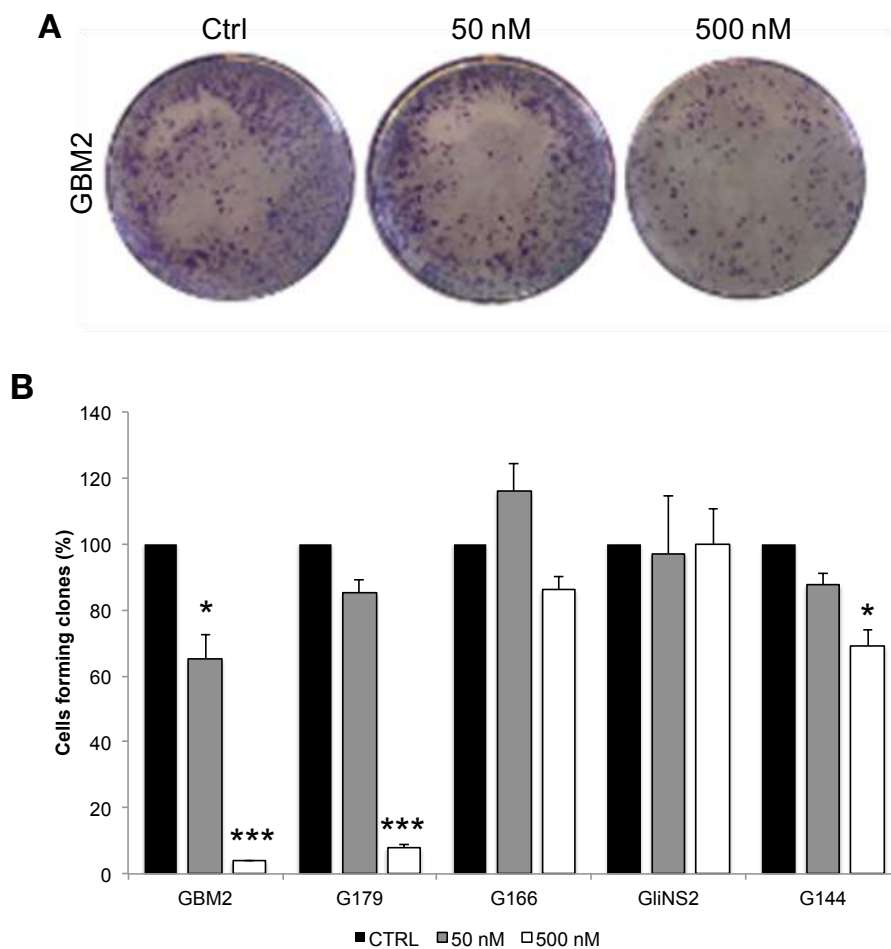 A
Ctrl 50 nM 500 nM
GBM2
B
Cells forming clones (%)
140
120
100
80
60
40
20
0
*
***
***
*
GBM2 G179 G166 GliNS2 G144
CTRL 50 nM 500 nM